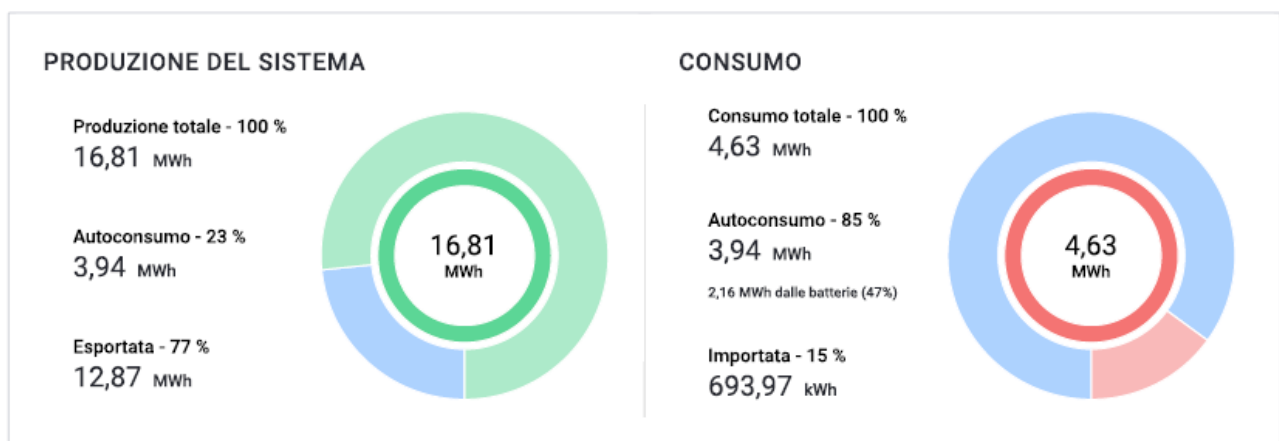 PRODUZIONE DEL SISTEMA
Produzione totale - 100 %
16,81 MWh
Autoconsumo - 23 %
3,94 MWh
Esportata - 77 %
12,87 MWh
16,81
MWh
CONSUMO
Consumo totale - 100 %
4,63 MWh
Autoconsumo - 85 %
3,94 MWh
2,16 MWh dalle batterie (47%)
Importata - 15 %
693,97 kWh
4,63
MWh